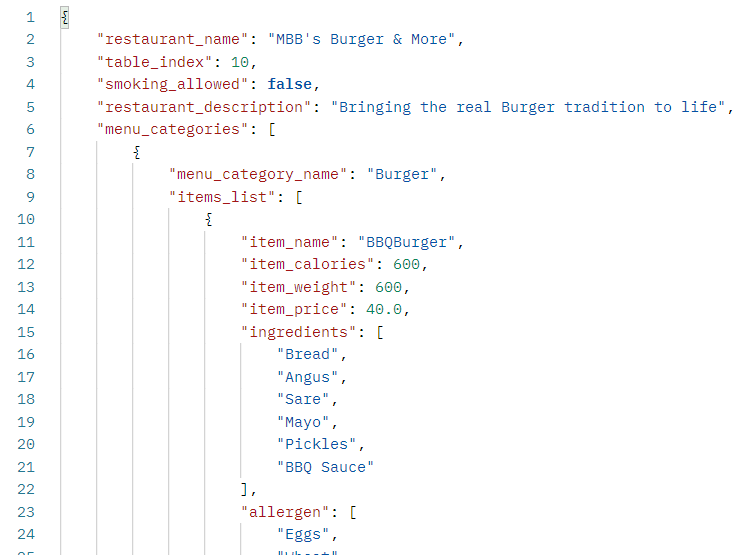 1 {
2 "restaurant_name": "MBB's Burger & More",
3 "table_index": 10,
4 "smoking_allowed": false,
5 "restaurant_description": "Bringing the real Burger tradition to life",
6 "menu_categories": [
7 {
8 "menu_category_name": "Burger",
9 "items_list": [
10 {
11 "item_name": "BBQBurger",
12 "item_calories": 600,
13 "item_weight": 600,
14 "item_price": 40.0,
15 "ingredients": [
16 "Bread",
17 "Angus",
18 "Sare",
19 "Mayo",
20 "Pickles",
21 "BBQ Sauce"
22 ],
23 "allergen": [
24 "Eggs",